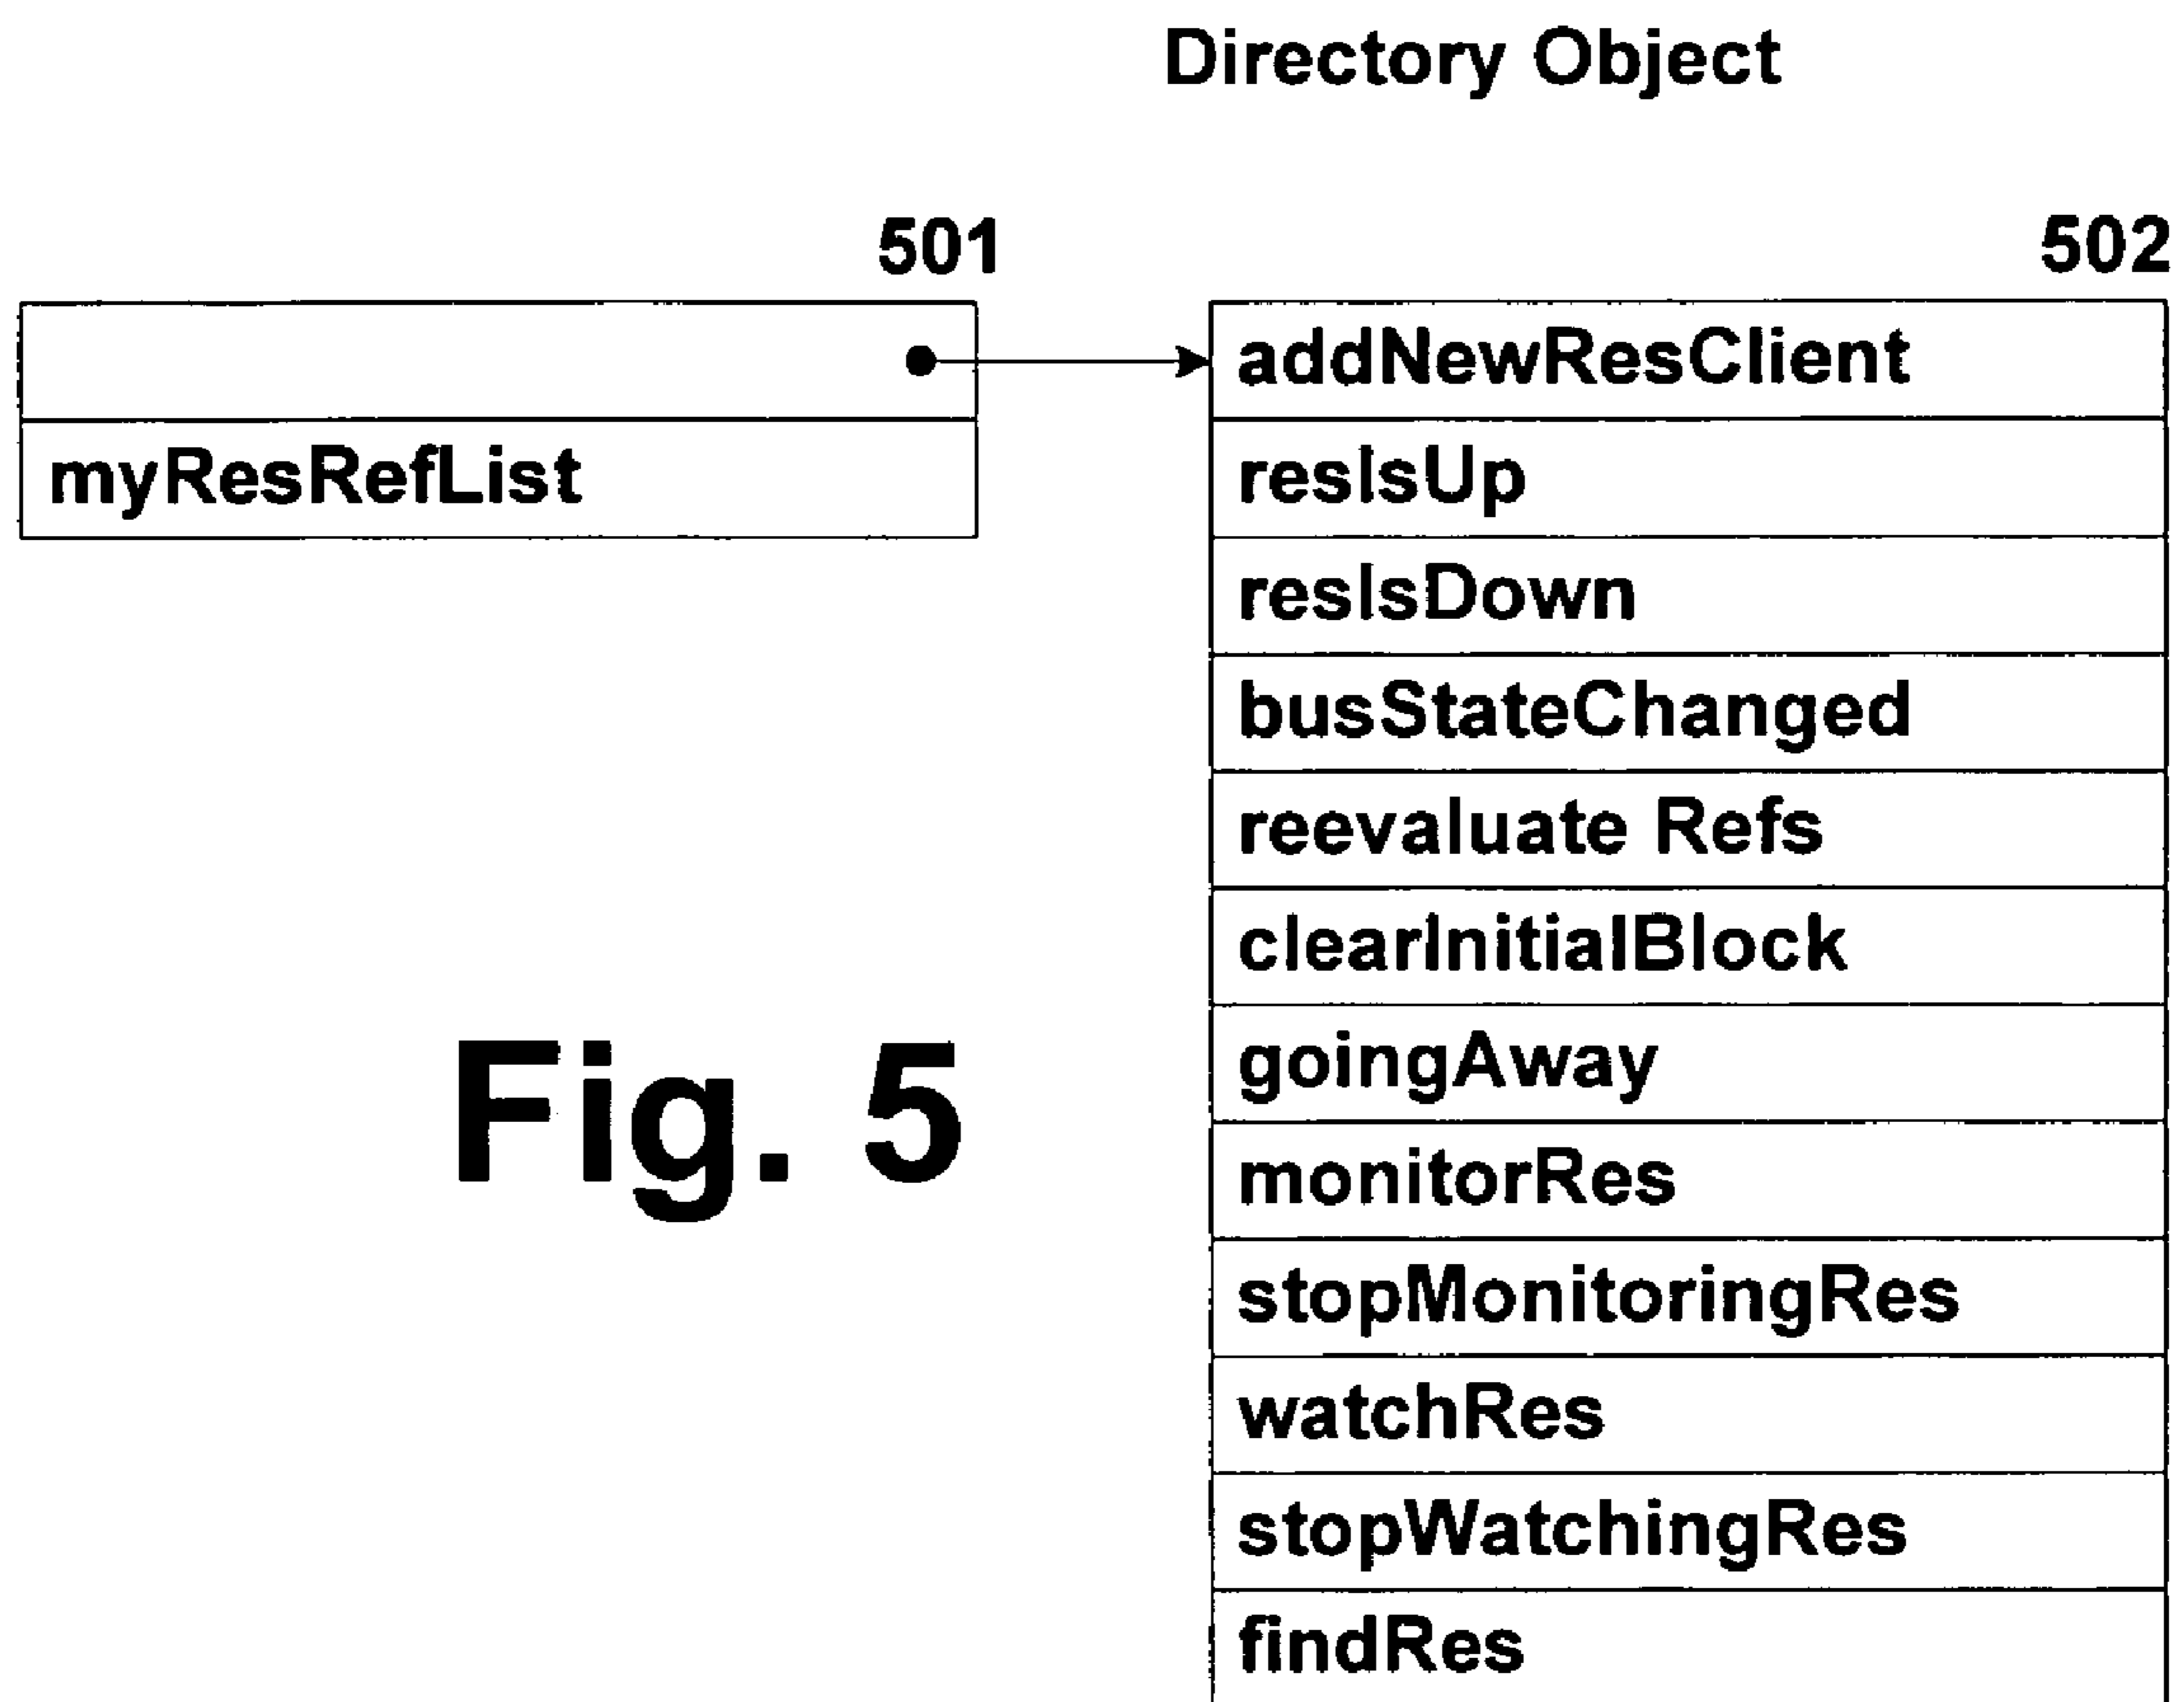 Directory Object
501
502
addNewResClient
myResRefList
resIsUp
resIsDown
busStateChanged
reevaluate Refs
clearInitialBlock
goingAway
monitorRes
stopMonitoringRes
watchRes
stopWatchingRes
findRes
Fig. 5